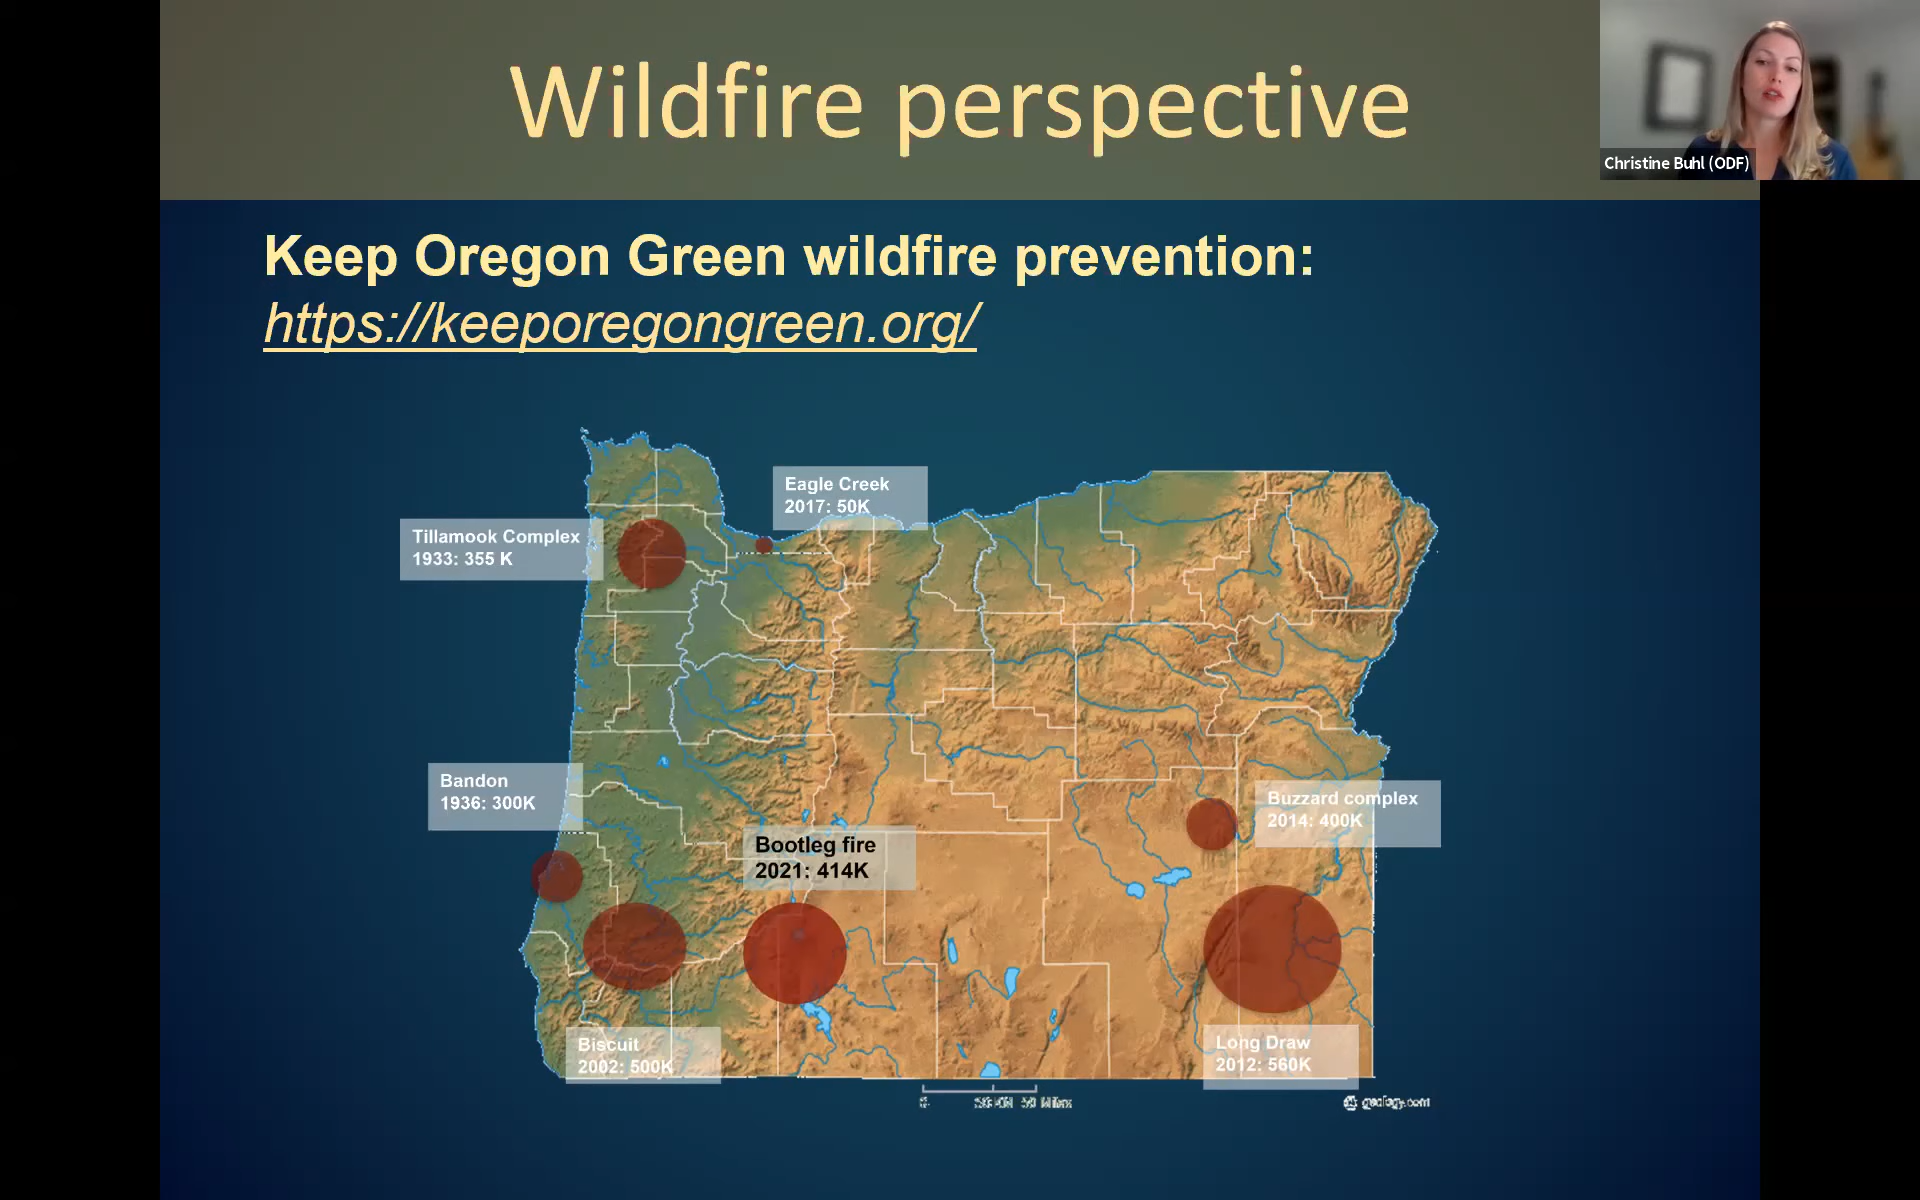 Wildfire perspective
Christine Buhl (ODF)
Keep Oregon Green wildfire prevention:
https://keeporegongreen.org/
Eagle Creek
2017: 50K
Tillamook Complex
1933: 355 K
Bandon
1936: 300K
Buzzard complex
2014: 400K
Bootleg fire
2021: 414K
Biscuit
2002: 500K
Long Draw
2012: 560K
geology.com